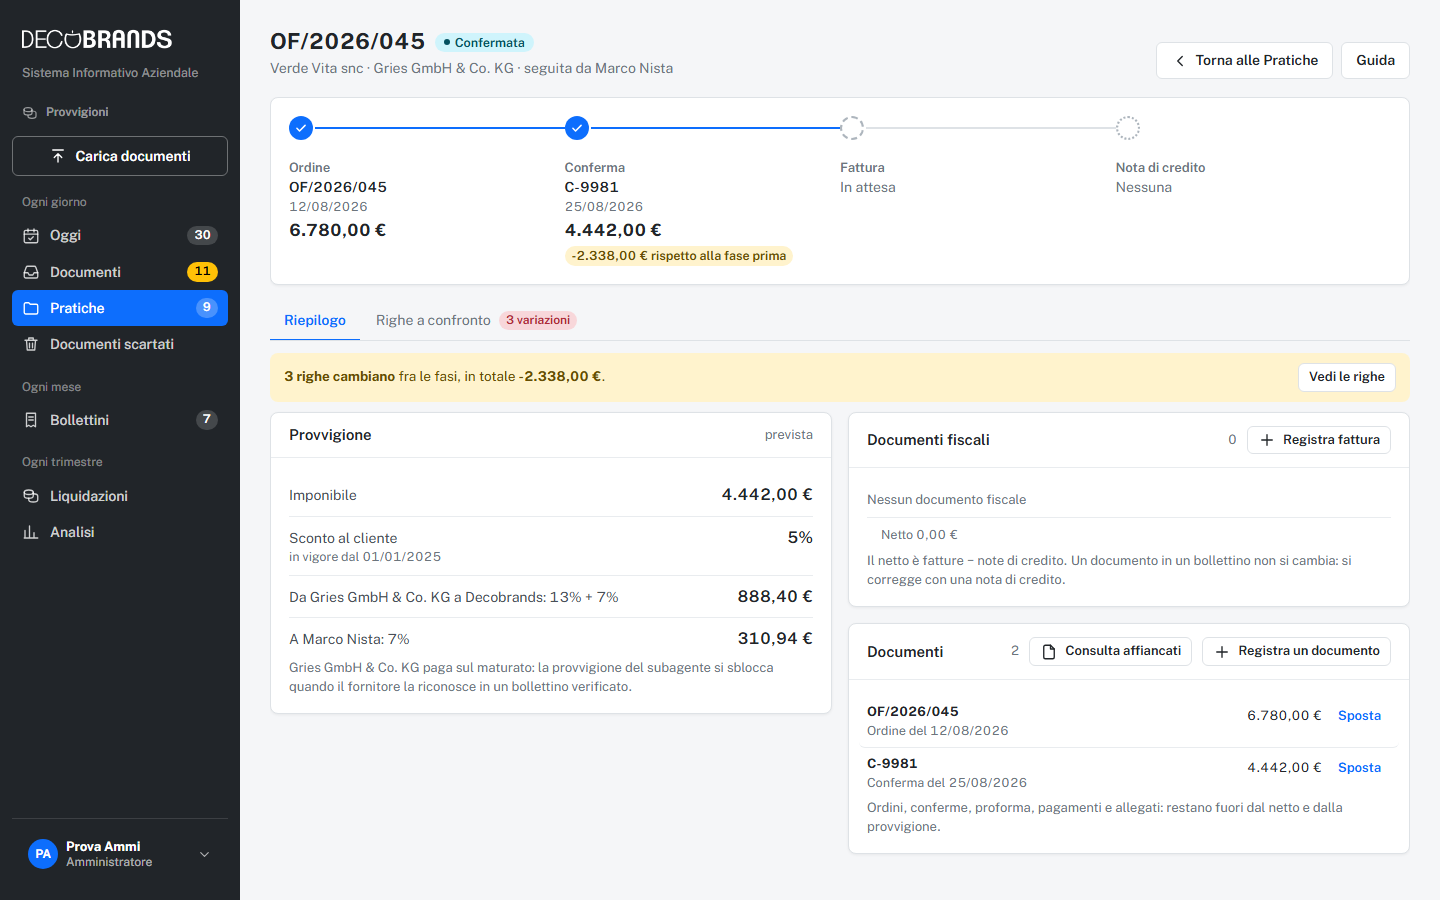 DECOBRANDS
Sistema Informativo Aziendale
Provvigioni
Carica documenti
Ogni giorno
Oggi 30
Documenti 11
Pratiche 9
Documenti scartati
Ogni mese
Bollettini 7
Ogni trimestre
Liquidazioni
Analisi
PA
Prova Ammi
Amministratore
OF/2026/045 Confermata
Verde Vita snc · Gries GmbH & Co. KG · seguita da Marco Nista
Torna alle Pratiche
Guida
Ordine
OF/2026/045
12/08/2026
6.780,00 €
Conferma
C-9981
25/08/2026
4.442,00 €
-2.338,00 € rispetto alla fase prima
Fattura
In attesa
Nota di credito
Nessuna
Riepilogo
Righe a confronto 3 variazioni
3 righe cambiano fra le fasi, in totale -2.338,00 €.
Vedi le righe
Provvigione prevista
Imponibile 4.442,00 €
Sconto al cliente 5%
in vigore dal 01/01/2025
Da Gries GmbH & Co. KG a Decobrands: 13% + 7% 888,40 €
A Marco Nista: 7% 310,94 €
Gries GmbH & Co. KG paga sul maturato: la provvigione del subagente si sblocca
quando il fornitore la riconosce in un bollettino verificato.
Documenti fiscali 0 Registra fattura
Nessun documento fiscale
Netto 0,00 €
Il netto è fatture − note di credito. Un documento in un bollettino non si cambia: si
corregge con una nota di credito.
Documenti 2 Consulta affiancati Registra un documento
OF/2026/045 6.780,00 € Sposta
Ordine del 12/08/2026
C-9981 4.442,00 € Sposta
Conferma del 25/08/2026
Ordini, conferme, proforma, pagamenti e allegati: restano fuori dal netto e dalla
provvigione.